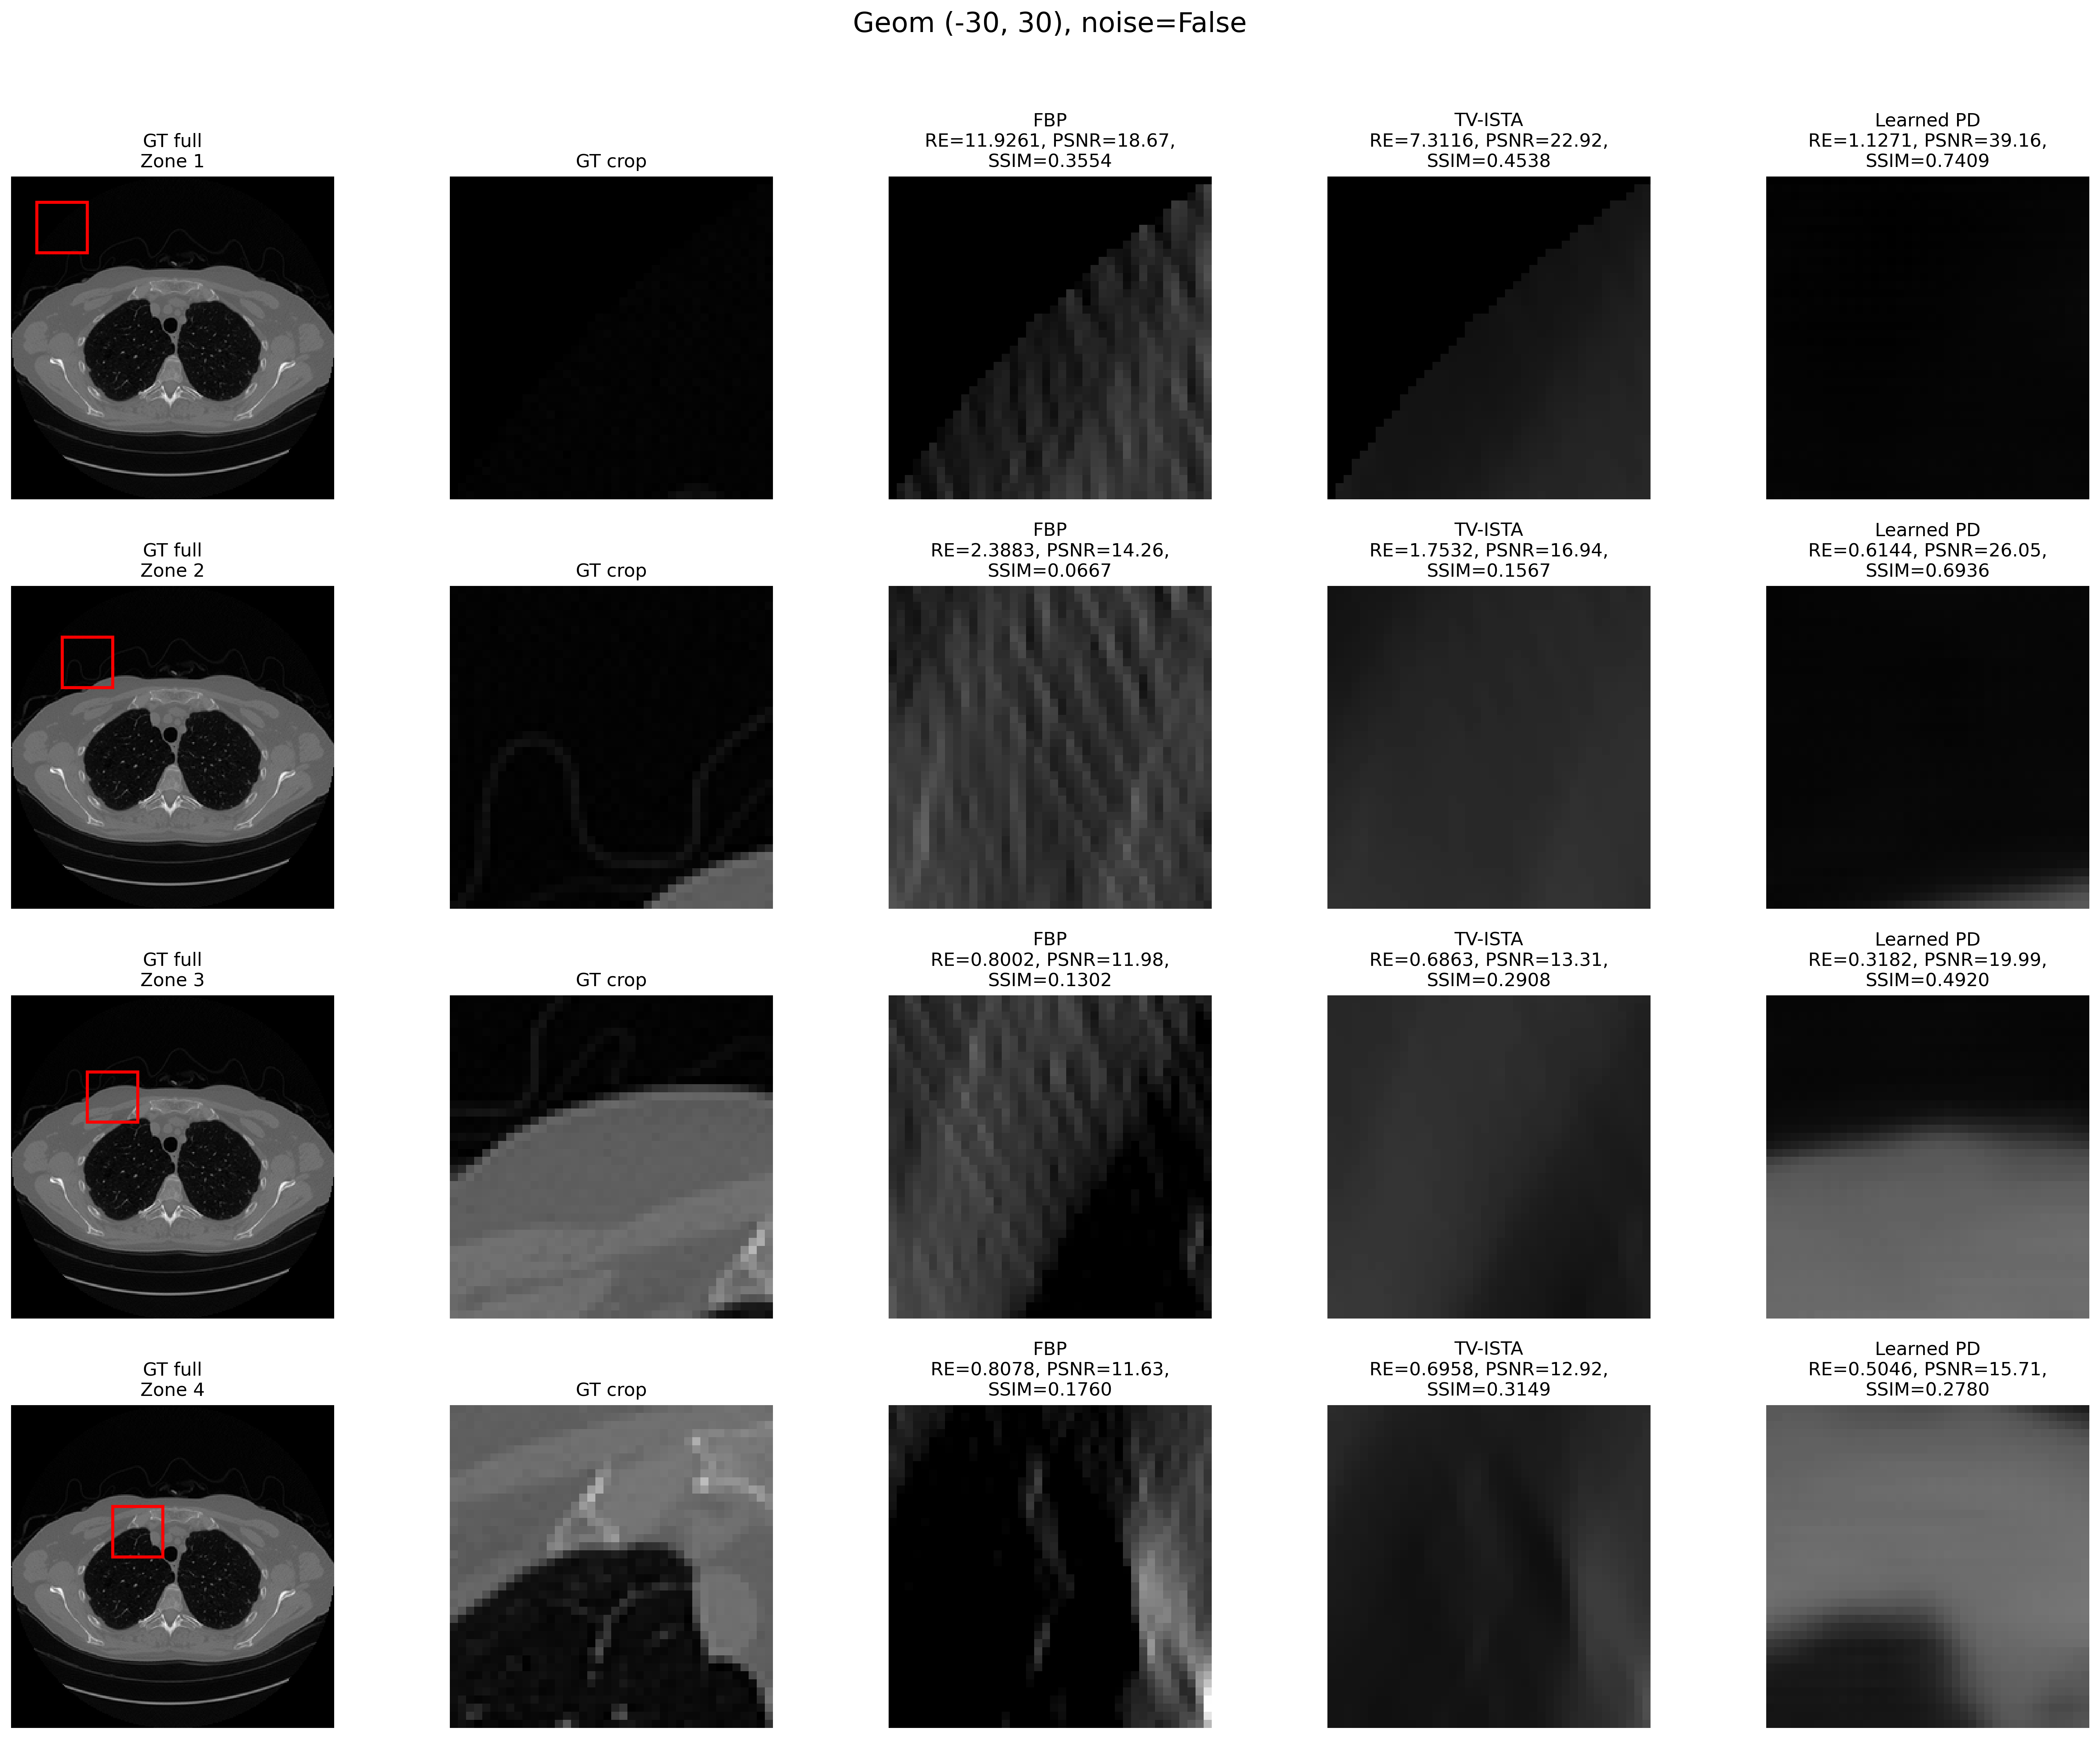 Geom (-30, 30), noise=False
GT full
Zone 1
GT crop
FBP
RE=11.9261, PSNR=18.67,
SSIM=0.3554
TV-ISTA
RE=7.3116, PSNR=22.92,
SSIM=0.4538
Learned PD
RE=1.1271, PSNR=39.16,
SSIM=0.7409
GT full
Zone 2
GT crop
FBP
RE=2.3883, PSNR=14.26,
SSIM=0.0667
TV-ISTA
RE=1.7532, PSNR=16.94,
SSIM=0.1567
Learned PD
RE=0.6144, PSNR=26.05,
SSIM=0.6936
GT full
Zone 3
GT crop
FBP
RE=0.8002, PSNR=11.98,
SSIM=0.1302
TV-ISTA
RE=0.6863, PSNR=13.31,
SSIM=0.2908
Learned PD
RE=0.3182, PSNR=19.99,
SSIM=0.4920
GT full
Zone 4
GT crop
FBP
RE=0.8078, PSNR=11.63,
SSIM=0.1760
TV-ISTA
RE=0.6958, PSNR=12.92,
SSIM=0.3149
Learned PD
RE=0.5046, PSNR=15.71,
SSIM=0.2780